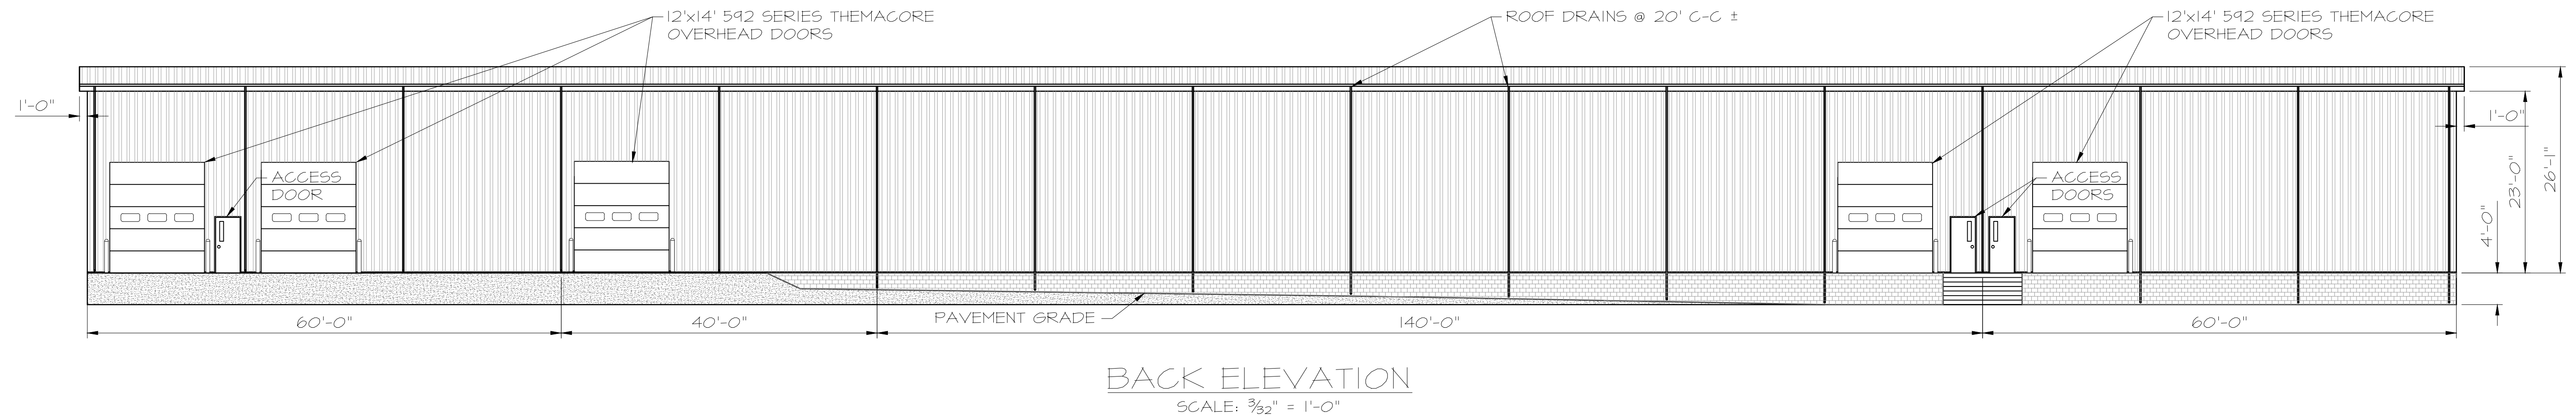 12'x14' 592 SERIES THEMACORE
OVERHEAD DOORS
ROOF DRAINS @ 20' C-C ±
12'x14' 592 SERIES THEMACORE
OVERHEAD DOORS
1'-0"
1'-0"
ACCESS
DOOR
ACCESS
DOORS
4'-0"
23'-0"
26'-1"
PAVEMENT GRADE
60'-0"
40'-0"
140'-0"
60'-0"
BACK ELEVATION
SCALE: 3/32" = 1'-0"